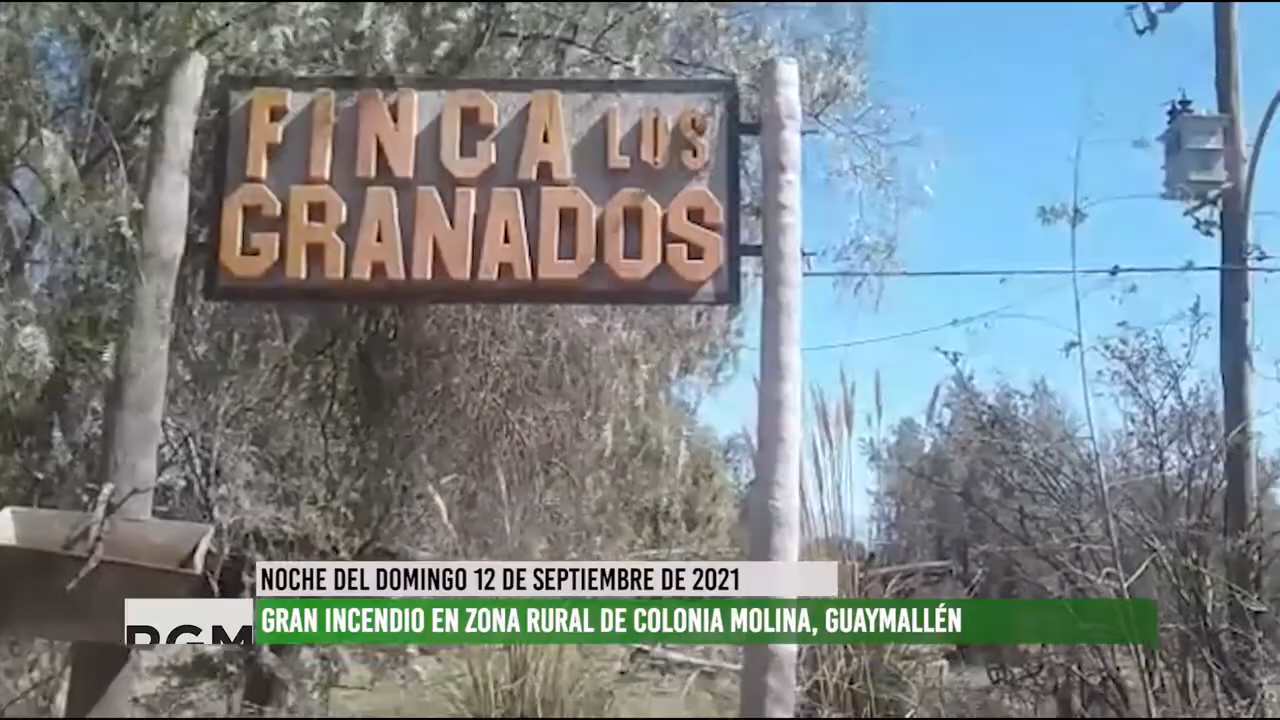 FINCA LOS
GRANADOS
NOCHE DEL DOMINGO 12 DE SEPTIEMBRE DE 2021
PGM
GRAN INCENDIO EN ZONA RURAL DE COLONIA MOLINA, GUAYMALLÉN